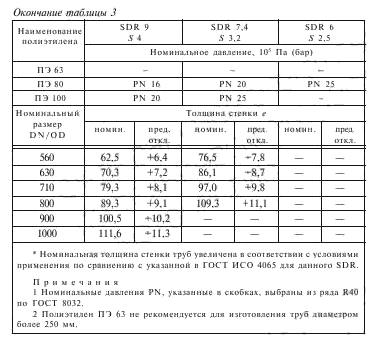 Окончание таблицы 3
Наименование полиэтилена | SDR 9 S 4 | SDR 7,4 S 3,2 | SDR 6 S 2,5
Номинальное давление, 10⁵ Па (бар)
ПЭ 63 | – | – | –
ПЭ 80 | PN 16 | PN 20 | PN 25
ПЭ 100 | PN 20 | PN 25 | –
Номинальный размер DN/OD | Толщина стенки e
номин. | пред. откл. | номин. | пред. откл. | номин. | пред. откл.
560 | 62,5 | +6,4 | 76,5 | +7,8 | — | —
630 | 70,3 | +7,2 | 86,1 | +8,7 | — | —
710 | 79,3 | +8,1 | 97,0 | +9,8 | — | —
800 | 89,3 | +9,1 | 109,3 | +11,1 | — | —
900 | 100,5 | +10,2 | — | — | — | —
1000 | 111,6 | +11,3 | — | — | — | —
* Номинальная толщина стенки труб увеличена в соответствии с условиями
применения по сравнению с указанной в ГОСТ ИСО 4065 для данного SDR.
Примечания
1 Номинальные давления PN, указанные в скобках, выбраны из ряда R40
по ГОСТ 8032.
2 Полиэтилен ПЭ 63 не рекомендуется для изготовления труб диаметром
более 250 мм.